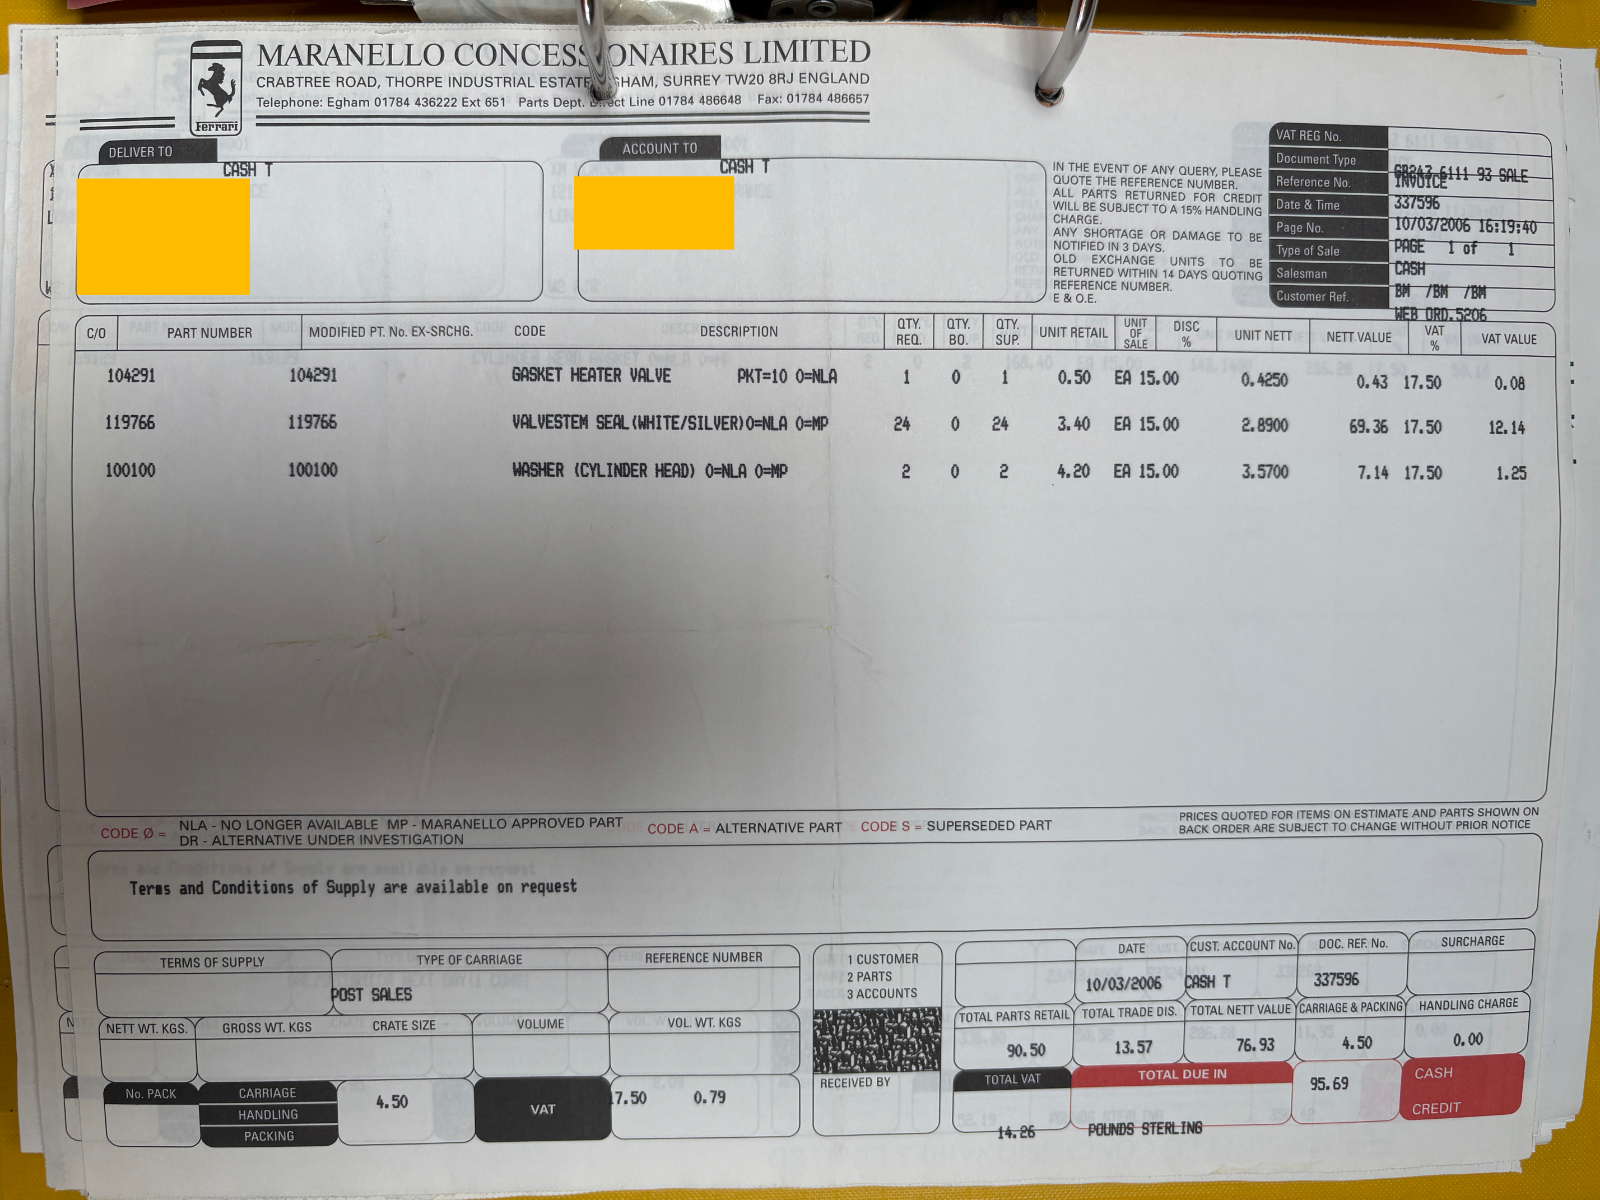 MARANELLO CONCESSIONAIRES LIMITED
CRABTREE ROAD, THORPE INDUSTRIAL ESTATE, EGHAM, SURREY TW20 8RJ ENGLAND
Telephone: Egham 01784 436222 Ext 651 Parts Dept. Direct Line 01784 486648 Fax: 01784 486657
Ferrari
DELIVER TO
CASH T
ACCOUNT TO
CASH T
IN THE EVENT OF ANY QUERY, PLEASE
QUOTE THE REFERENCE NUMBER.
ALL PARTS RETURNED FOR CREDIT
WILL BE SUBJECT TO A 15% HANDLING
CHARGE.
ANY SHORTAGE OR DAMAGE TO BE
NOTIFIED IN 3 DAYS.
OLD EXCHANGE UNITS TO BE
RETURNED WITHIN 14 DAYS QUOTING
REFERENCE NUMBER.
E & O.E.
VAT REG No.
Document Type GB243 6111 93 SALE
Reference No. INVOICE
Date & Time 337596
Page No. 10/03/2006 16:19:40
Type of Sale PAGE 1 of 1
Salesman CASH
Customer Ref. BM /BM /BM
WEB ORD.5206
C/O PART NUMBER MODIFIED PT. No. EX-SRCHG. CODE DESCRIPTION QTY. REQ. QTY. BO. QTY. SUP. UNIT RETAIL UNIT OF SALE DISC % UNIT NETT NETT VALUE VAT % VAT VALUE
104291 104291 GASKET HEATER VALVE PKT=10 O=NLA 1 0 1 0.50 EA 15.00 0.4250 0.43 17.50 0.08
119766 119766 VALVESTEM SEAL(WHITE/SILVER)O=NLA O=MP 24 0 24 3.40 EA 15.00 2.8900 69.36 17.50 12.14
100100 100100 WASHER (CYLINDER HEAD) O=NLA O=MP 2 0 2 4.20 EA 15.00 3.5700 7.14 17.50 1.25
CODE Ø = NLA - NO LONGER AVAILABLE MP - MARANELLO APPROVED PART CODE A = ALTERNATIVE PART CODE S = SUPERSEDED PART
DR - ALTERNATIVE UNDER INVESTIGATION
PRICES QUOTED FOR ITEMS ON ESTIMATE AND PARTS SHOWN ON
BACK ORDER ARE SUBJECT TO CHANGE WITHOUT PRIOR NOTICE
Terms and Conditions of Supply are available on request
TERMS OF SUPPLY TYPE OF CARRIAGE REFERENCE NUMBER
POST SALES
NETT WT. KGS. GROSS WT. KGS CRATE SIZE VOLUME VOL. WT. KGS
No. PACK
CARRIAGE
HANDLING
PACKING
4.50
VAT
17.50 0.79
1 CUSTOMER
2 PARTS
3 ACCOUNTS
RECEIVED BY
DATE CUST. ACCOUNT No. DOC. REF. No. SURCHARGE
10/03/2006 CASH T 337596
TOTAL PARTS RETAIL TOTAL TRADE DIS. TOTAL NETT VALUE CARRIAGE & PACKING HANDLING CHARGE
90.50 13.57 76.93 4.50 0.00
TOTAL VAT TOTAL DUE IN 95.69 CASH
CREDIT
14.26 POUNDS STERLING